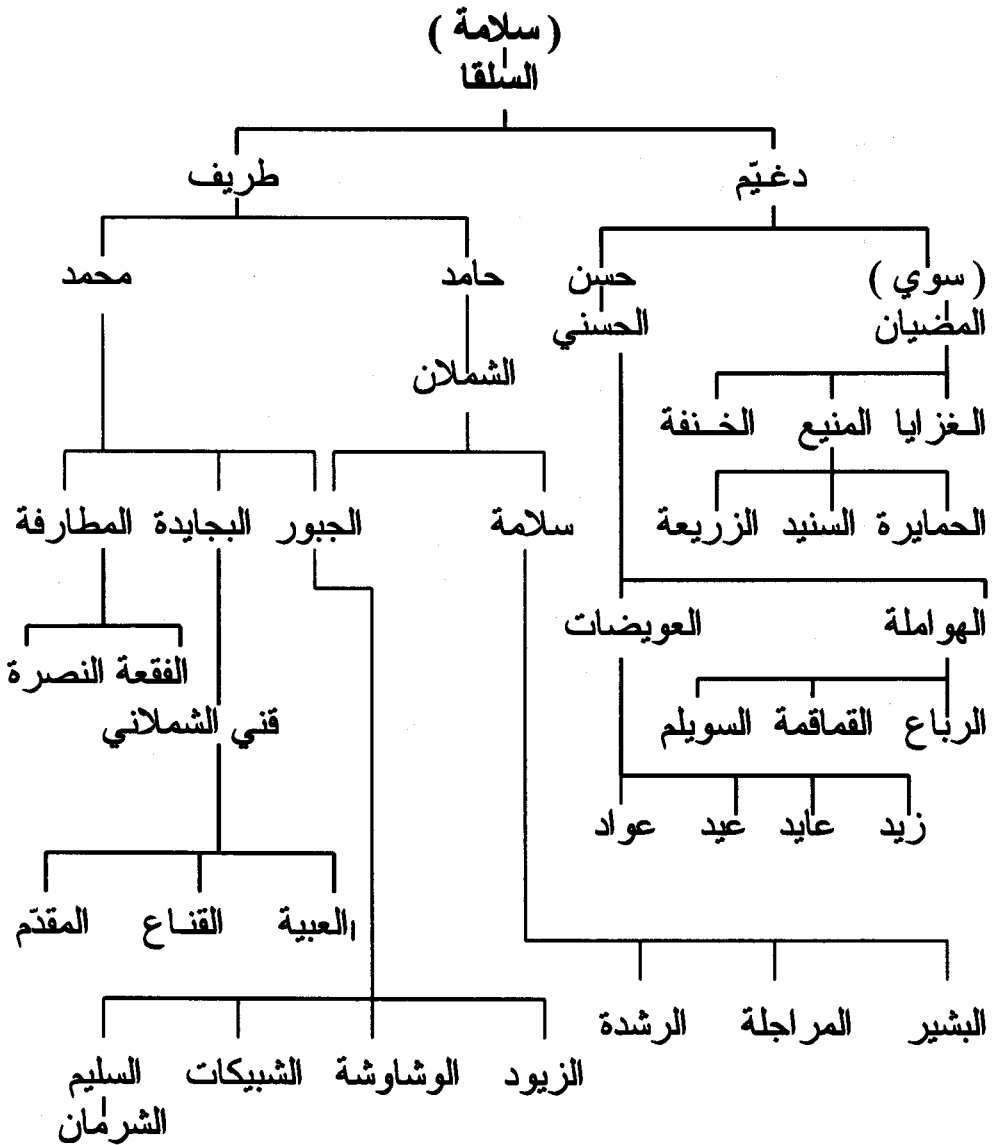 ( سلامة )
السلقا
دغيّم طريف
( سوي ) حسن حامد محمد
المضيان الحسني
الشملان
الغزايا المنيع الخنفة
الحمايرة السنيد الزريعة سلامة الجبور البجايدة المطارفة
الهواملة العويضات
الفقعة النصرة
الرباع القماقمة السويلم قني الشملاني
زيد عايد عيد عواد
العبية القناع المقدّم
البشير المراجلة الرشدة
الزيود الوشاوشة الشبيكات السليم
الشرمان